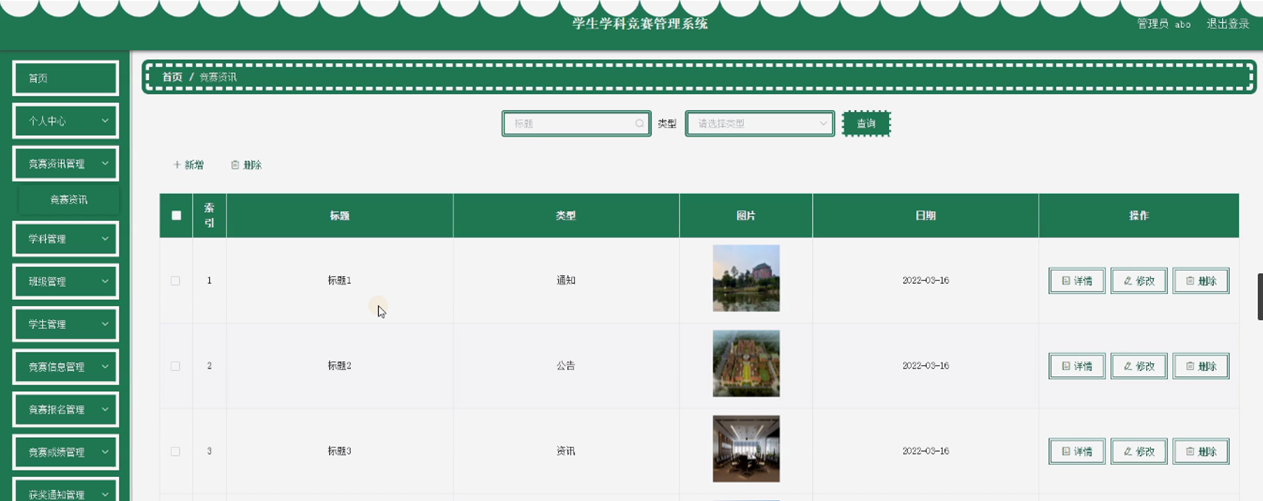 学生学科竞赛管理系统
管理员 abo 退出登录
首页
个人中心
竞赛资讯管理
竞赛资讯
学科管理
班级管理
学生管理
竞赛信息管理
竞赛报名管理
竞赛成绩管理
获奖通知管理
首页 / 竞赛资讯
标题 类型 请选择类型 查询
新增 删除
索引 标题 类型 图片 日期 操作
1 标题1 通知 2022-03-16 详情 修改 删除
2 标题2 公告 2022-03-16 详情 修改 删除
3 标题3 资讯 2022-03-16 详情 修改 删除